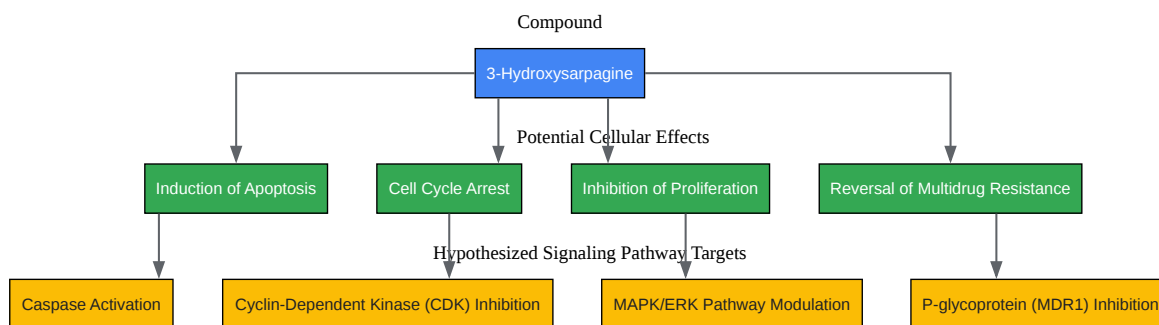 Compound
3-Hydroxysarpagine
Potential Cellular Effects
Induction of Apoptosis
Cell Cycle Arrest
Inhibition of Proliferation
Reversal of Multidrug Resistance
Hypothesized Signaling Pathway Targets
Caspase Activation
Cyclin-Dependent Kinase (CDK) Inhibition
MAPK/ERK Pathway Modulation
P-glycoprotein (MDR1) Inhibition